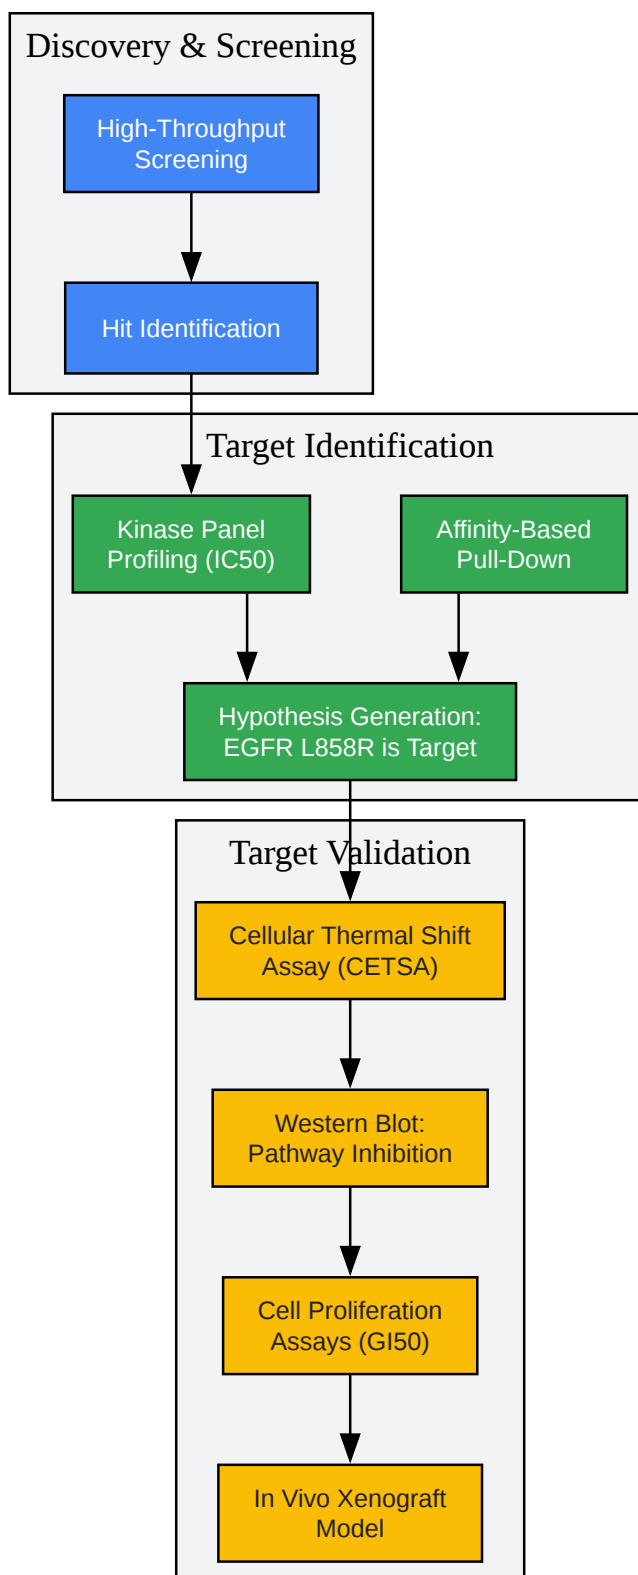 Discovery & Screening
High-Throughput
Screening
Hit Identification
Target Identification
Kinase Panel
Profiling (IC50)
Affinity-Based
Pull-Down
Hypothesis Generation:
EGFR L858R is Target
Target Validation
Cellular Thermal Shift
Assay (CETSA)
Western Blot:
Pathway Inhibition
Cell Proliferation
Assays (GI50)
In Vivo Xenograft
Model